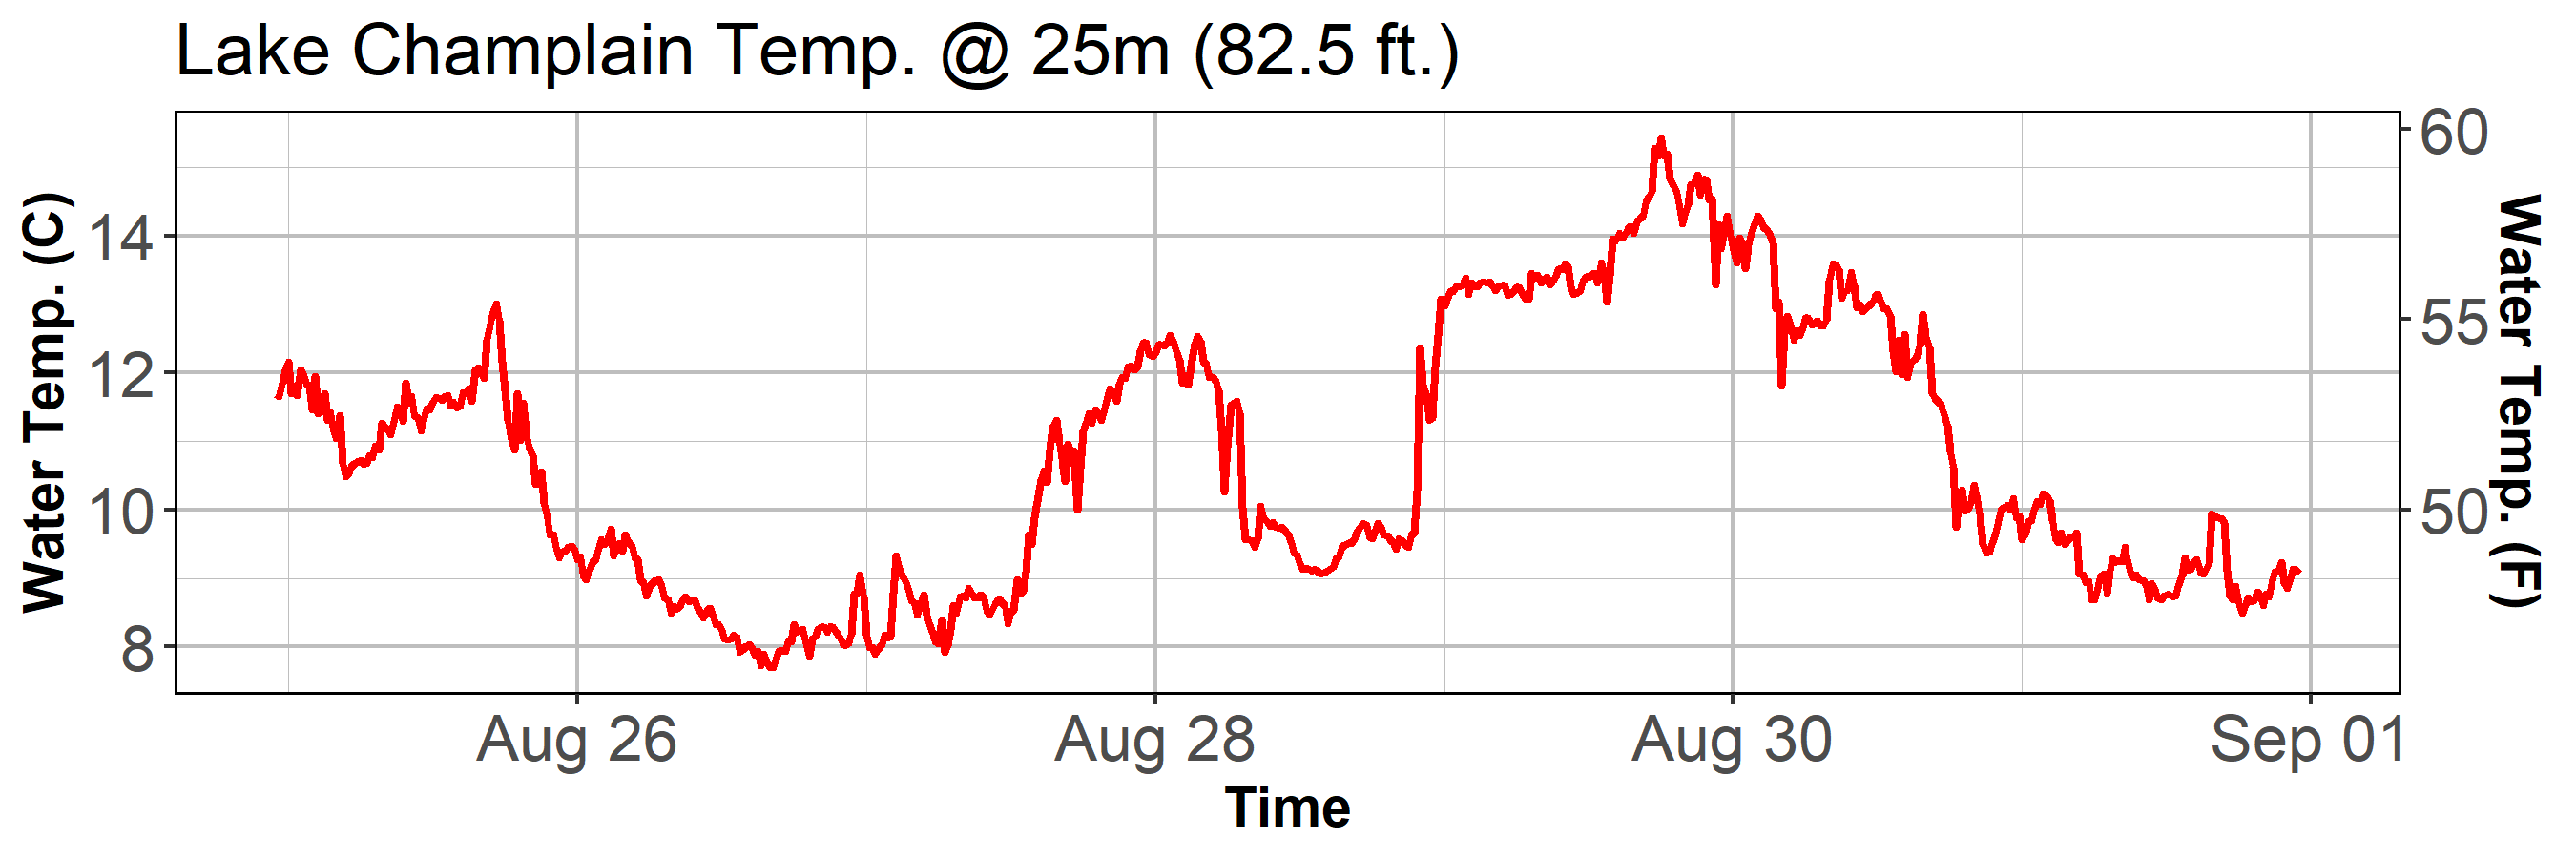 Lake Champlain Temp. @ 25m (82.5 ft.)
Water Temp. (C)
14
12
10
8
60
55
50
Water Temp. (F)
Aug 26
Aug 28
Aug 30
Sep 01
Time